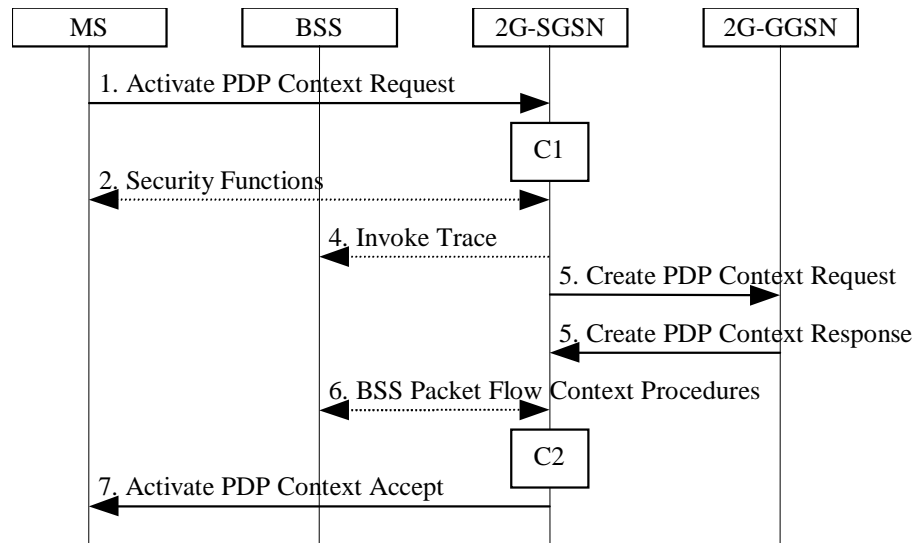 MS BSS 2G-SGSN 2G-GGSN
1. Activate PDP Context Request
C1
2. Security Functions
4. Invoke Trace
5. Create PDP Context Request
5. Create PDP Context Response
6. BSS Packet Flow Context Procedures
C2
7. Activate PDP Context Accept